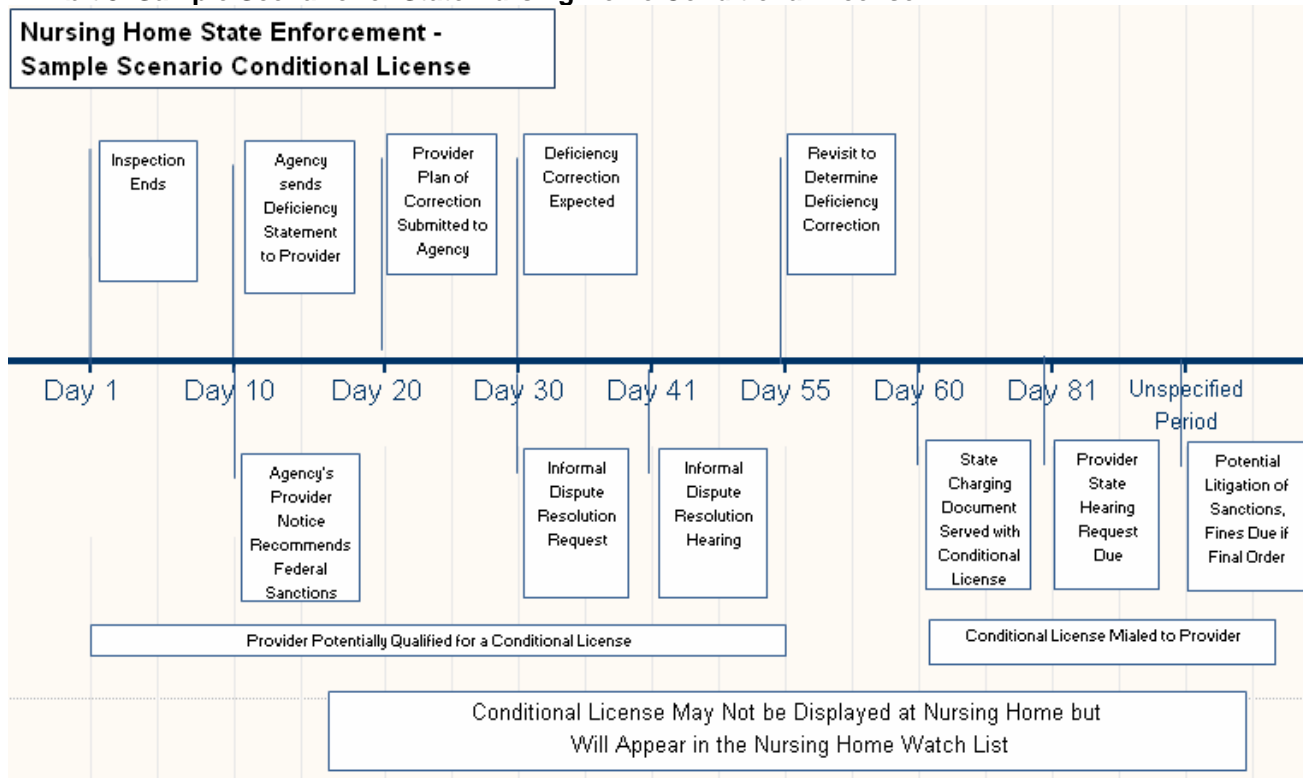 Nursing Home State Enforcement -
Sample Scenario Conditional License
Inspection
Ends
Agency
sends
Deficiency
Statement
to Provider
Provider
Plan of
Correction
Submitted to
Agency
Deficiency
Correction
Expected
Revisit to
Determine
Deficiency
Correction
Day 1
Day 10
Day 20
Day 30
Day 41
Day 55
Day 60
Day 81
Unspecified
Period
Agency's
Provider
Notice
Recommends
Federal
Sanctions
Informal
Dispute
Resolution
Request
Informal
Dispute
Resolution
Hearing
State
Charging
Document
Served with
Conditional
License
Provider
State
Hearing
Request
Due
Potential
Litigation of
Sanctions,
Fines Due if
Final Order
Provider Potentially Qualified for a Conditional License
Conditional License Mialed to Provider
Conditional License May Not be Displayed at Nursing Home but
Will Appear in the Nursing Home Watch List